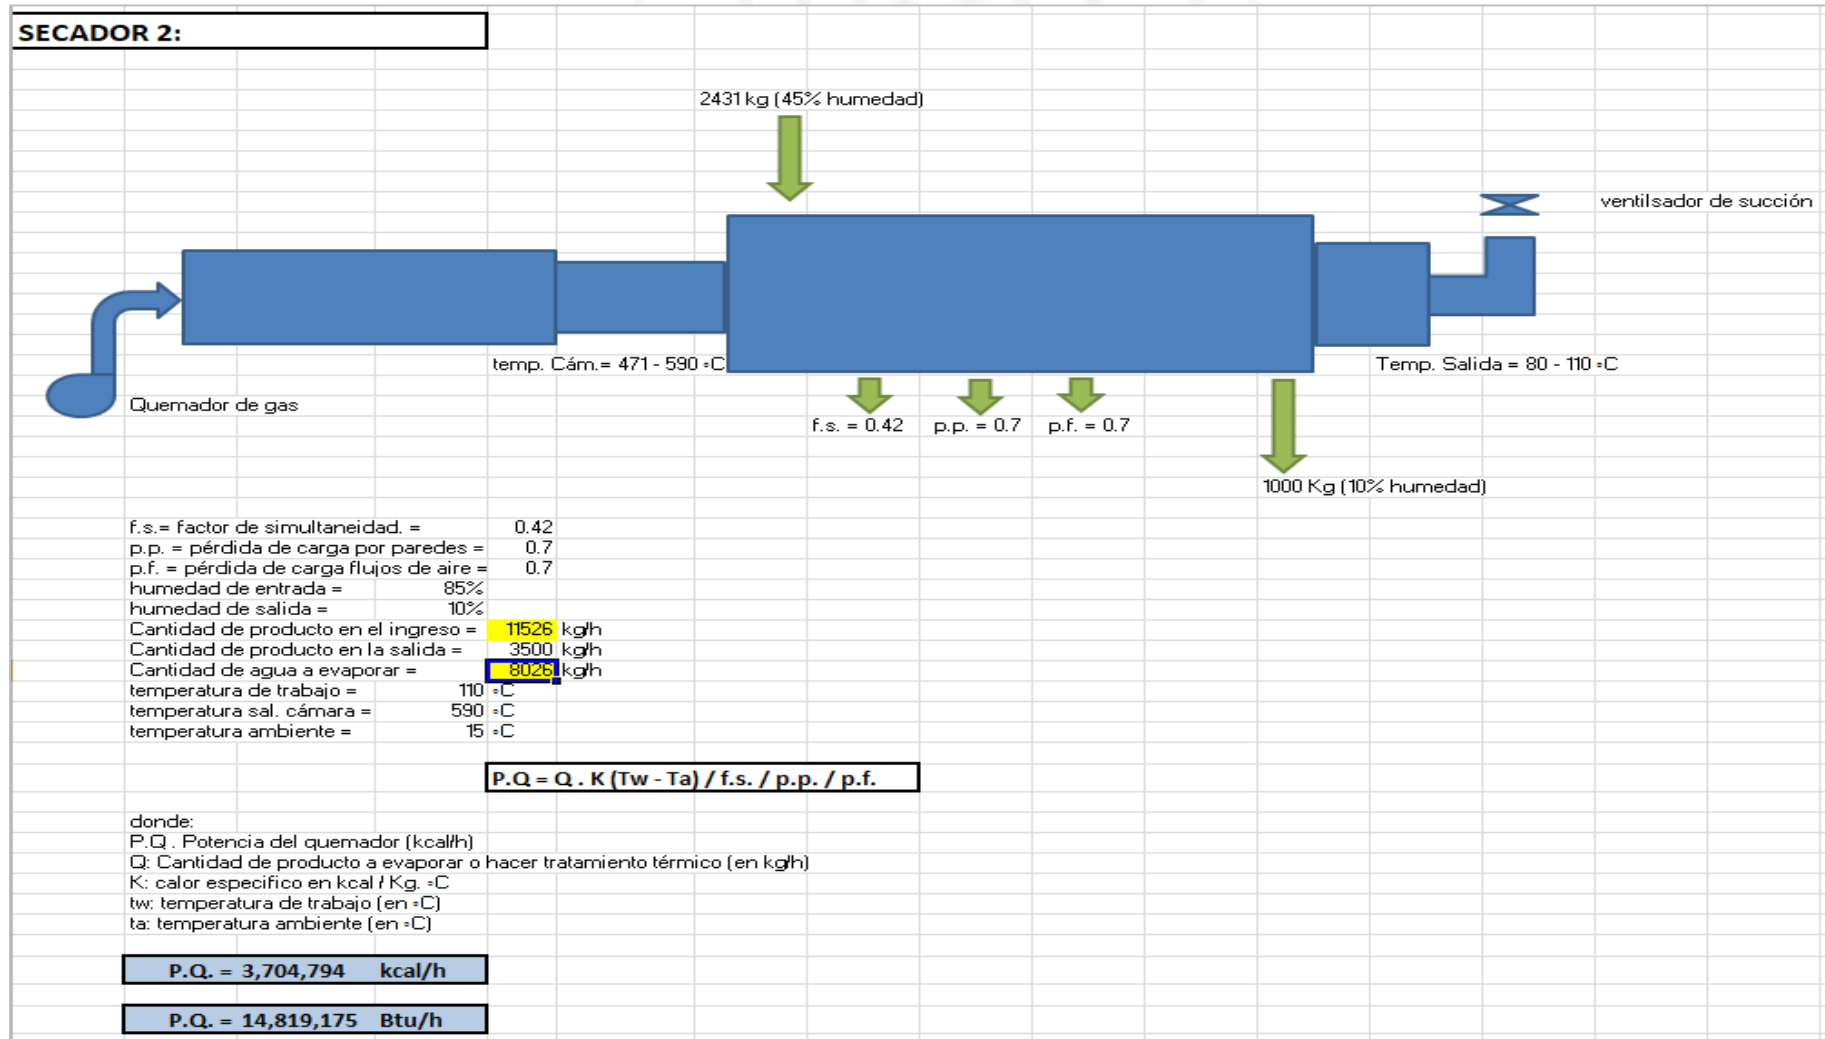 SECADOR 2:
2431 kg (45% humedad)
ventilsador de succión
temp. Cám.= 471 - 590 °C
Temp. Salida = 80 - 110 °C
Quemador de gas
f.s. = 0.42 p.p. = 0.7 p.f. = 0.7
1000 Kg (10% humedad)
f.s.= factor de simultaneidad. = 0.42
p.p. = pérdida de carga por paredes = 0.7
p.f. = pérdida de carga flujos de aire = 0.7
humedad de entrada = 85%
humedad de salida = 10%
Cantidad de producto en el ingreso = 11526 kg/h
Cantidad de producto en la salida = 3500 kg/h
Cantidad de agua a evaporar = 8026 kg/h
temperatura de trabajo = 110 °C
temperatura sal. cámara = 590 °C
temperatura ambiente = 15 °C
P.Q = Q . K (Tw - Ta) / f.s. / p.p. / p.f.
donde:
P.Q . Potencia del quemador (kcal/h)
Q: Cantidad de producto a evaporar o hacer tratamiento térmico (en kg/h)
K: calor especifico en kcal / Kg. °C
tw: temperatura de trabajo (en °C)
ta: temperatura ambiente (en °C)
P.Q. = 3,704,794 kcal/h
P.Q. = 14,819,175 Btu/h